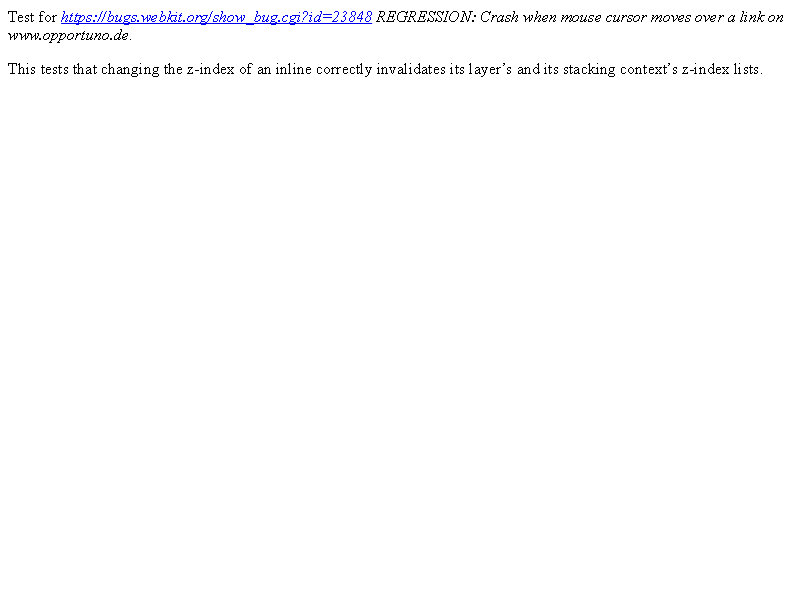 Test for https://bugs.webkit.org/show_bug.cgi?id=23848 REGRESSION: Crash when mouse cursor moves over a link on
www.opportuno.de.
This tests that changing the z-index of an inline correctly invalidates its layer’s and its stacking context’s z-index lists.